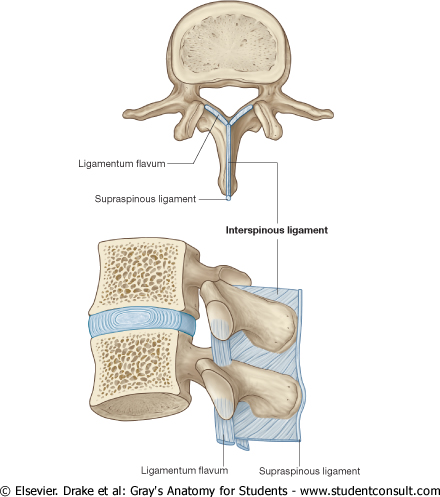 Ligamentum flavum
Supraspinous ligament
Interspinous ligament
Ligamentum flavum
Supraspinous ligament
© Elsevier. Drake et al: Gray's Anatomy for Students - www.studentconsult.com